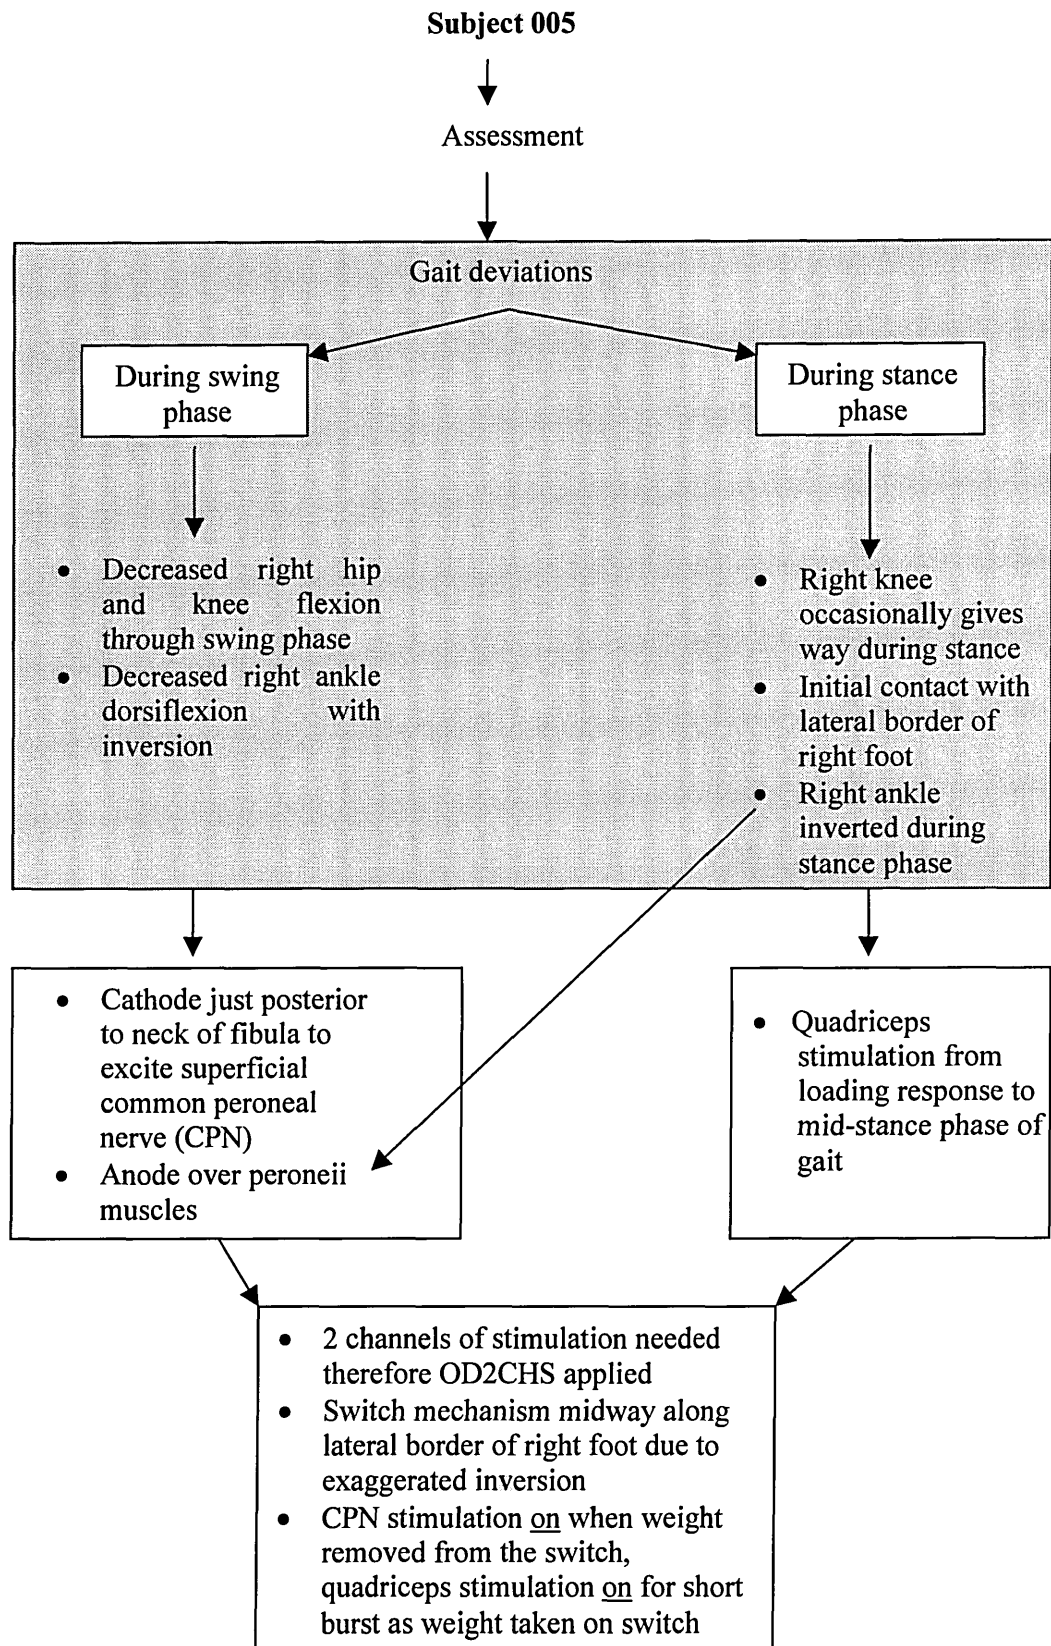 Subject 005
Assessment
Gait deviations
During swing
phase
During stance
phase
• Decreased right hip
and knee flexion
through swing phase
• Decreased right ankle
dorsiflexion with
inversion
• Right knee
occasionally gives
way during stance
• Initial contact with
lateral border of
right foot
• Right ankle
inverted during
stance phase
• Cathode just posterior
to neck of fibula to
excite superficial
common peroneal
nerve (CPN)
• Anode over peroneii
muscles
• Quadriceps
stimulation from
loading response to
mid-stance phase of
gait
• 2 channels of stimulation needed
therefore OD2CHS applied
• Switch mechanism midway along
lateral border of right foot due to
exaggerated inversion
• CPN stimulation on when weight
removed from the switch,
quadriceps stimulation on for short
burst as weight taken on switch